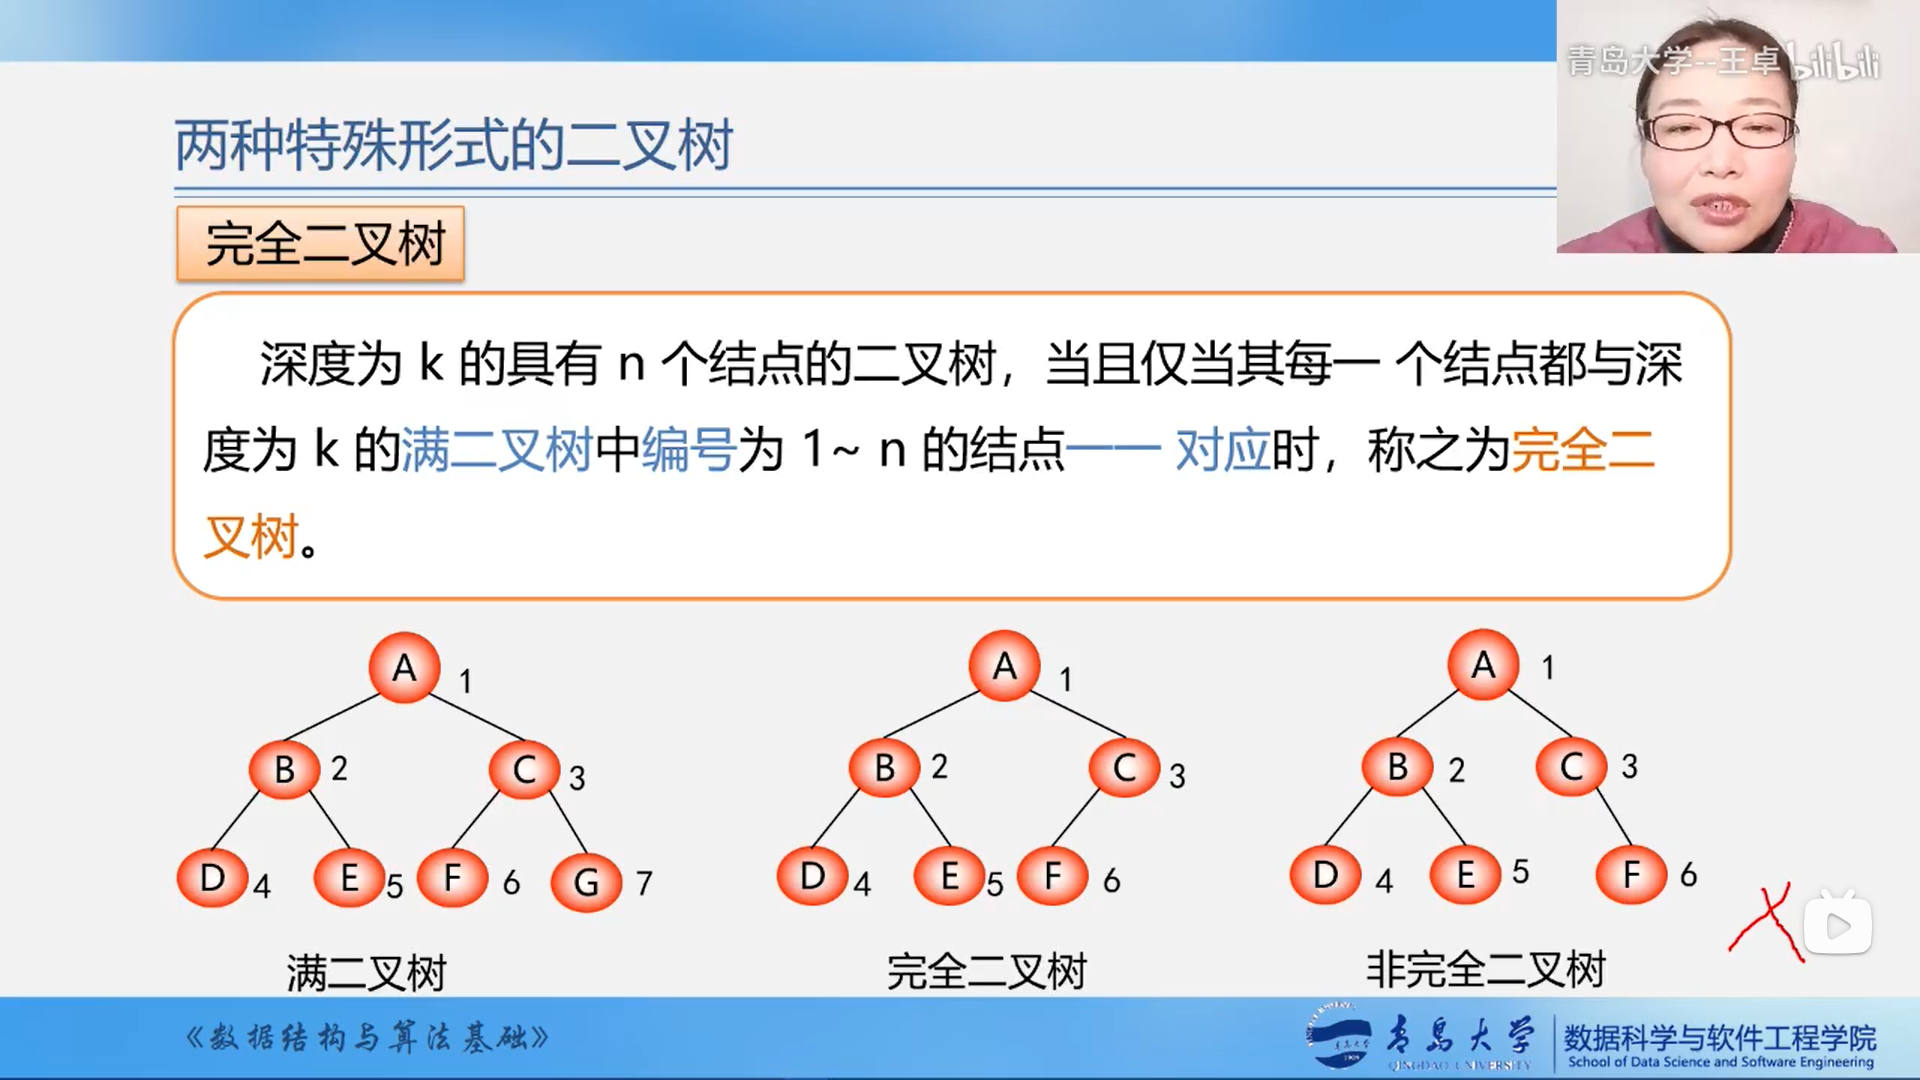 青岛大学--王卓 bilibili
两种特殊形式的二叉树
完全二叉树
深度为 k 的具有 n 个结点的二叉树，当且仅当其每一 个结点都与深
度为 k 的满二叉树中编号为 1~ n 的结点一一 对应时，称之为完全二
叉树。
A 1
B 2 C 3
D 4 E 5 F 6 G 7
满二叉树
A 1
B 2 C 3
D 4 E 5 F 6
完全二叉树
A 1
B 2 C 3
D 4 E 5 F 6
非完全二叉树
《数据结构与算法基础》
青岛大学
QINGDAO UNIVERSITY
数据科学与软件工程学院
School of Data Science and Software Engineering